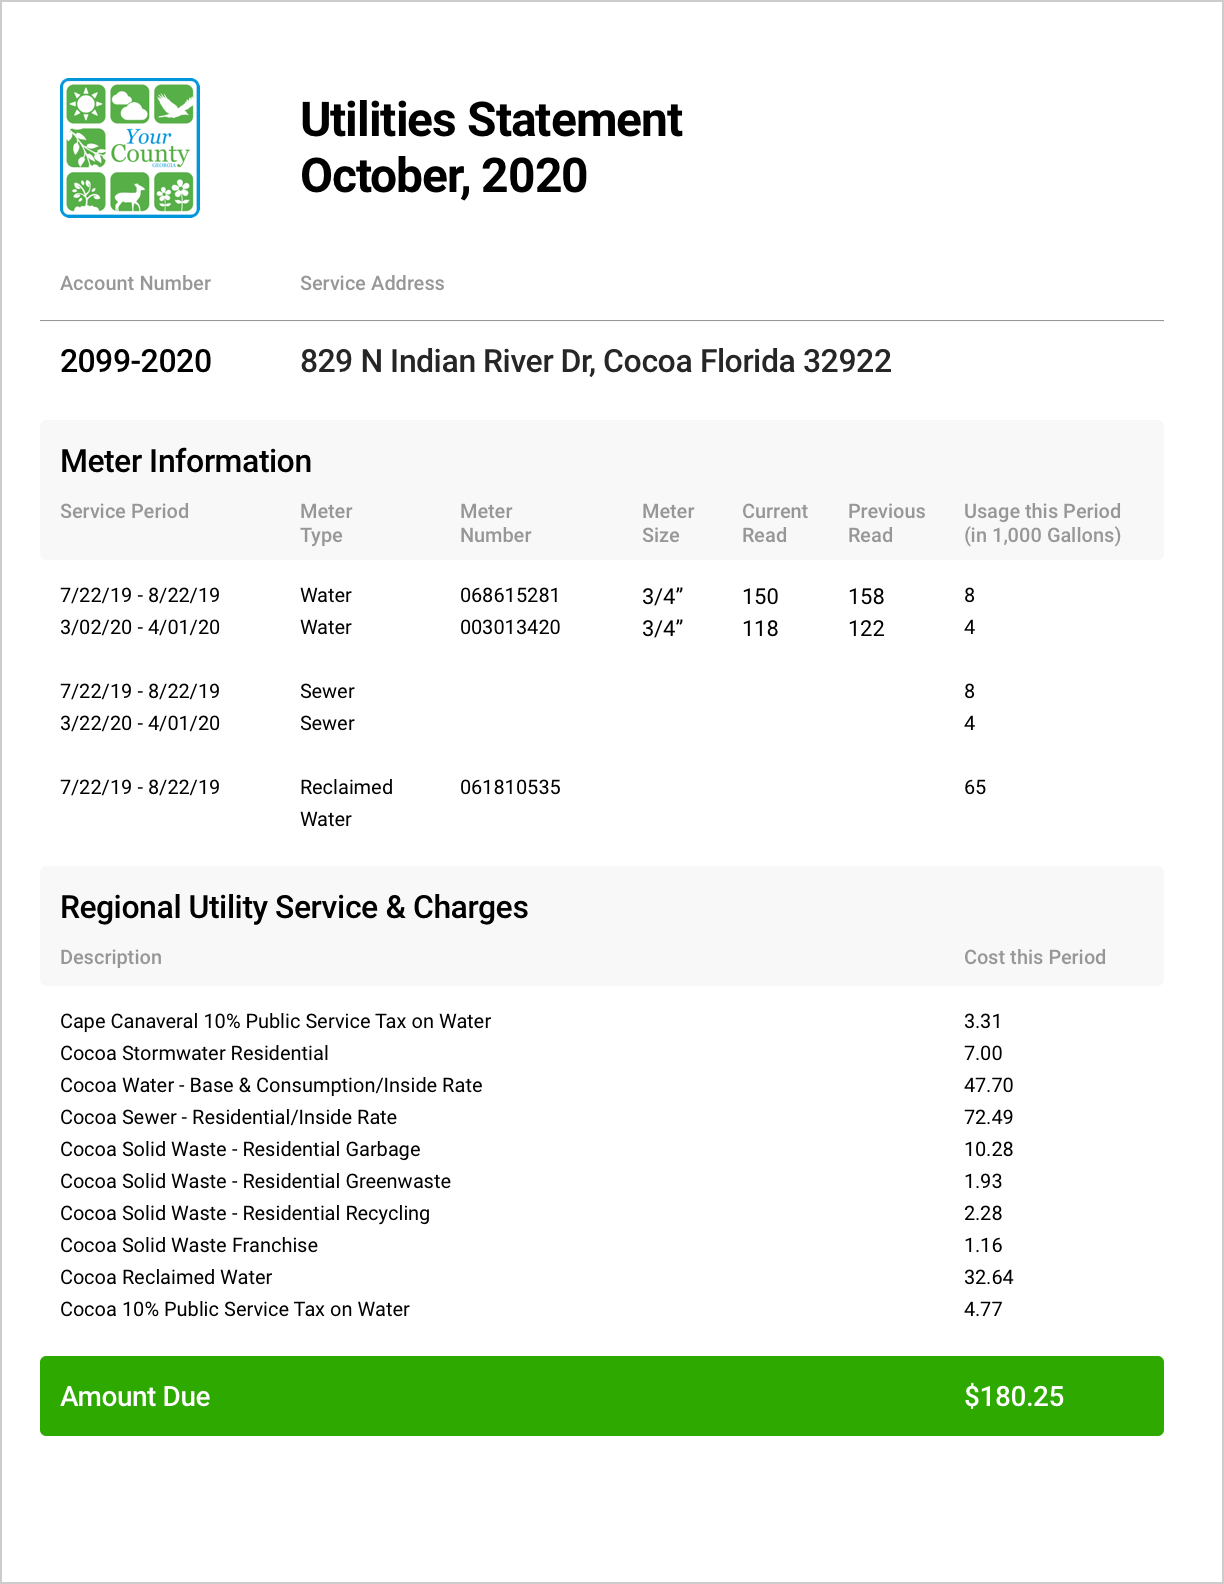 Your
County
GEORGIA
Utilities Statement
October, 2020
Account Number Service Address
2099-2020 829 N Indian River Dr, Cocoa Florida 32922
Meter Information
Service Period Meter Type Meter Number Meter Size Current Read Previous Read Usage this Period (in 1,000 Gallons)
7/22/19 - 8/22/19 Water 068615281 3/4” 150 158 8
3/02/20 - 4/01/20 Water 003013420 3/4” 118 122 4
7/22/19 - 8/22/19 Sewer 8
3/22/20 - 4/01/20 Sewer 4
7/22/19 - 8/22/19 Reclaimed Water 061810535 65
Regional Utility Service & Charges
Description Cost this Period
Cape Canaveral 10% Public Service Tax on Water 3.31
Cocoa Stormwater Residential 7.00
Cocoa Water - Base & Consumption/Inside Rate 47.70
Cocoa Sewer - Residential/Inside Rate 72.49
Cocoa Solid Waste - Residential Garbage 10.28
Cocoa Solid Waste - Residential Greenwaste 1.93
Cocoa Solid Waste - Residential Recycling 2.28
Cocoa Solid Waste Franchise 1.16
Cocoa Reclaimed Water 32.64
Cocoa 10% Public Service Tax on Water 4.77
Amount Due $180.25